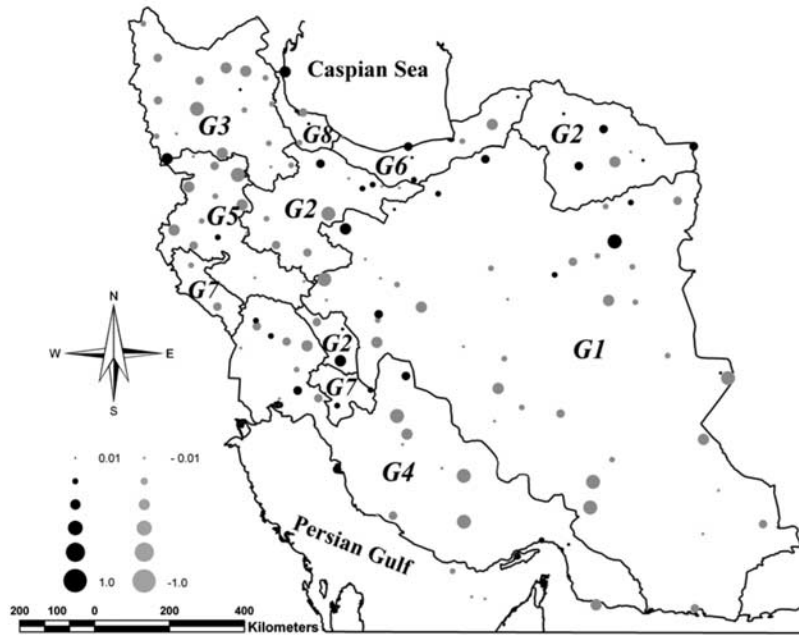 Caspian Sea
G3
G8
G2
G6
G5
G2
G7
G2
G1
G7
N
W E
S
G4
0.01 - 0.01
Persian Gulf
1.0 -1.0
200 100 0 200 400
Kilometers